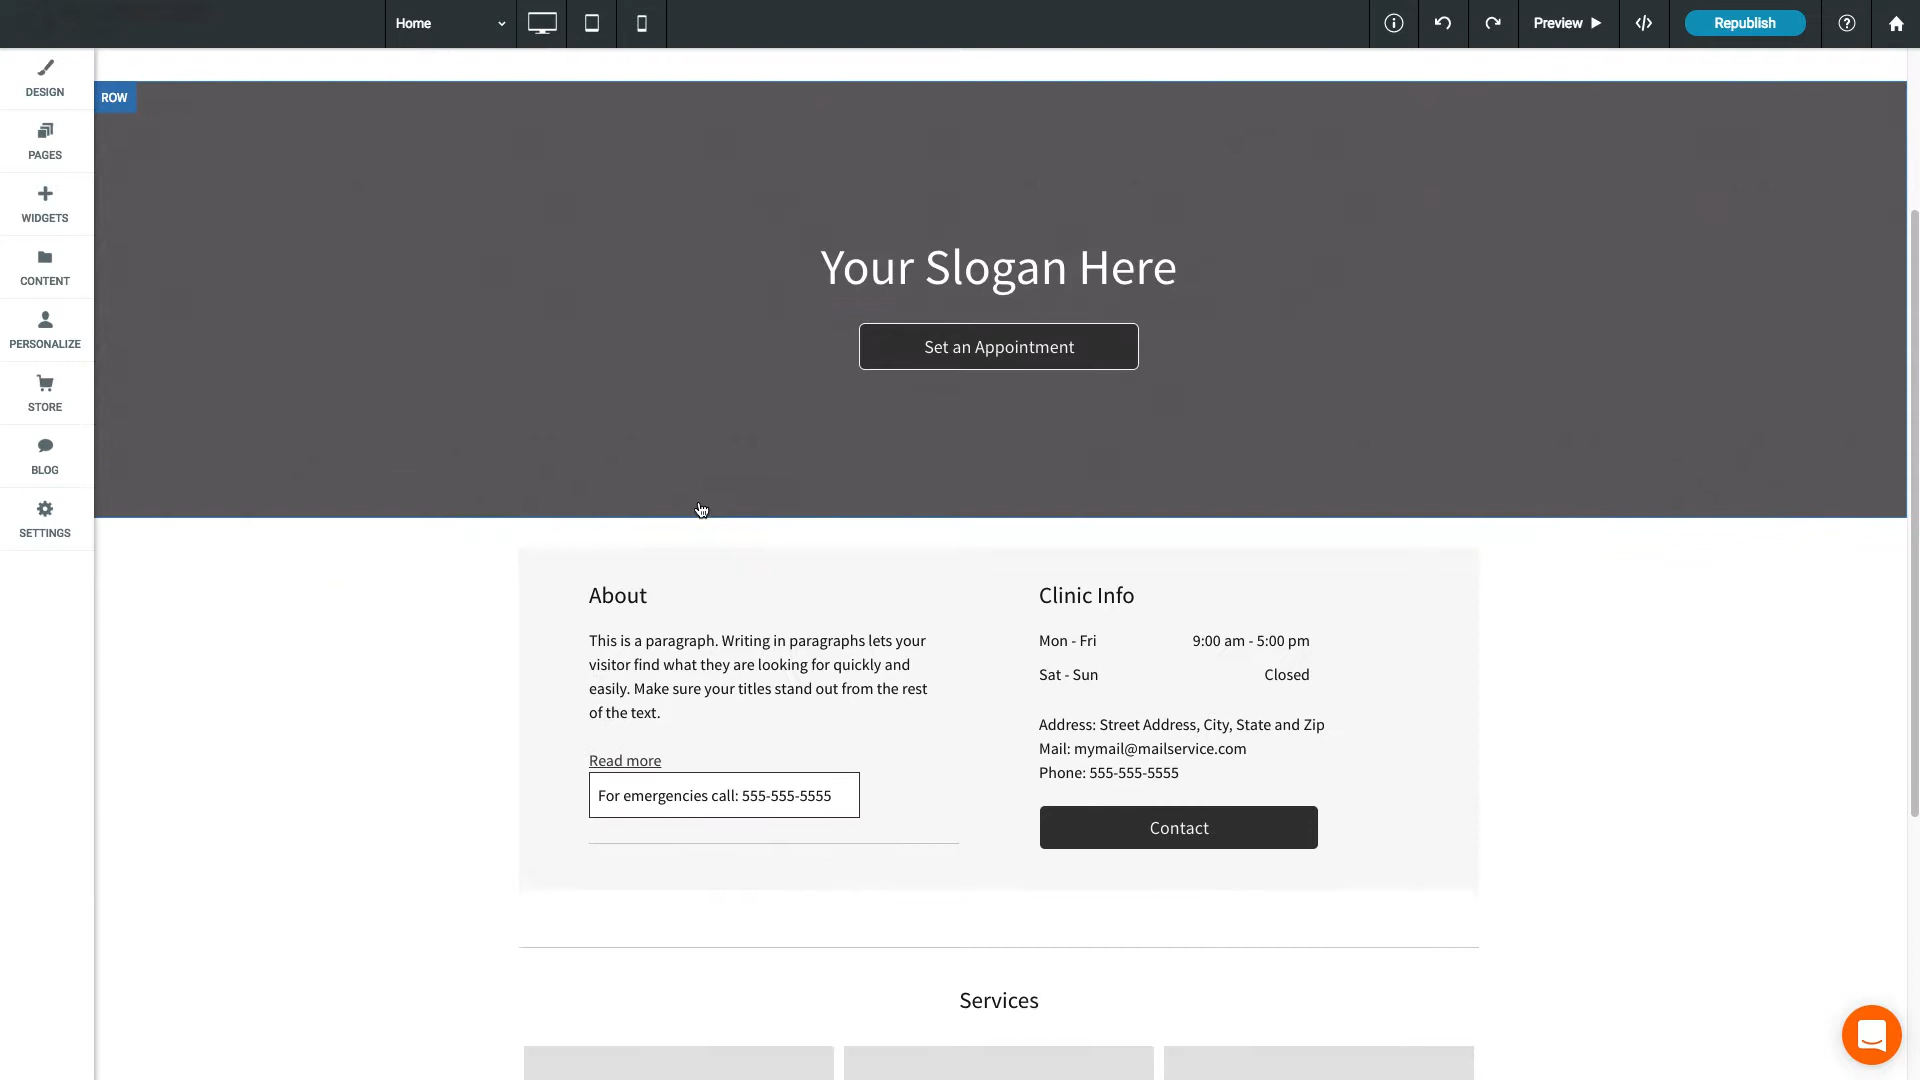 Home
Preview
Republish
DESIGN
PAGES
WIDGETS
CONTENT
PERSONALIZE
STORE
BLOG
SETTINGS
ROW
Your Slogan Here
Set an Appointment
About
This is a paragraph. Writing in paragraphs lets your
visitor find what they are looking for quickly and
easily. Make sure your titles stand out from the rest
of the text.
Read more
For emergencies call: 555-555-5555
Clinic Info
Mon - Fri 9:00 am - 5:00 pm
Sat - Sun Closed
Address: Street Address, City, State and Zip
Mail: mymail@mailservice.com
Phone: 555-555-5555
Contact
Services